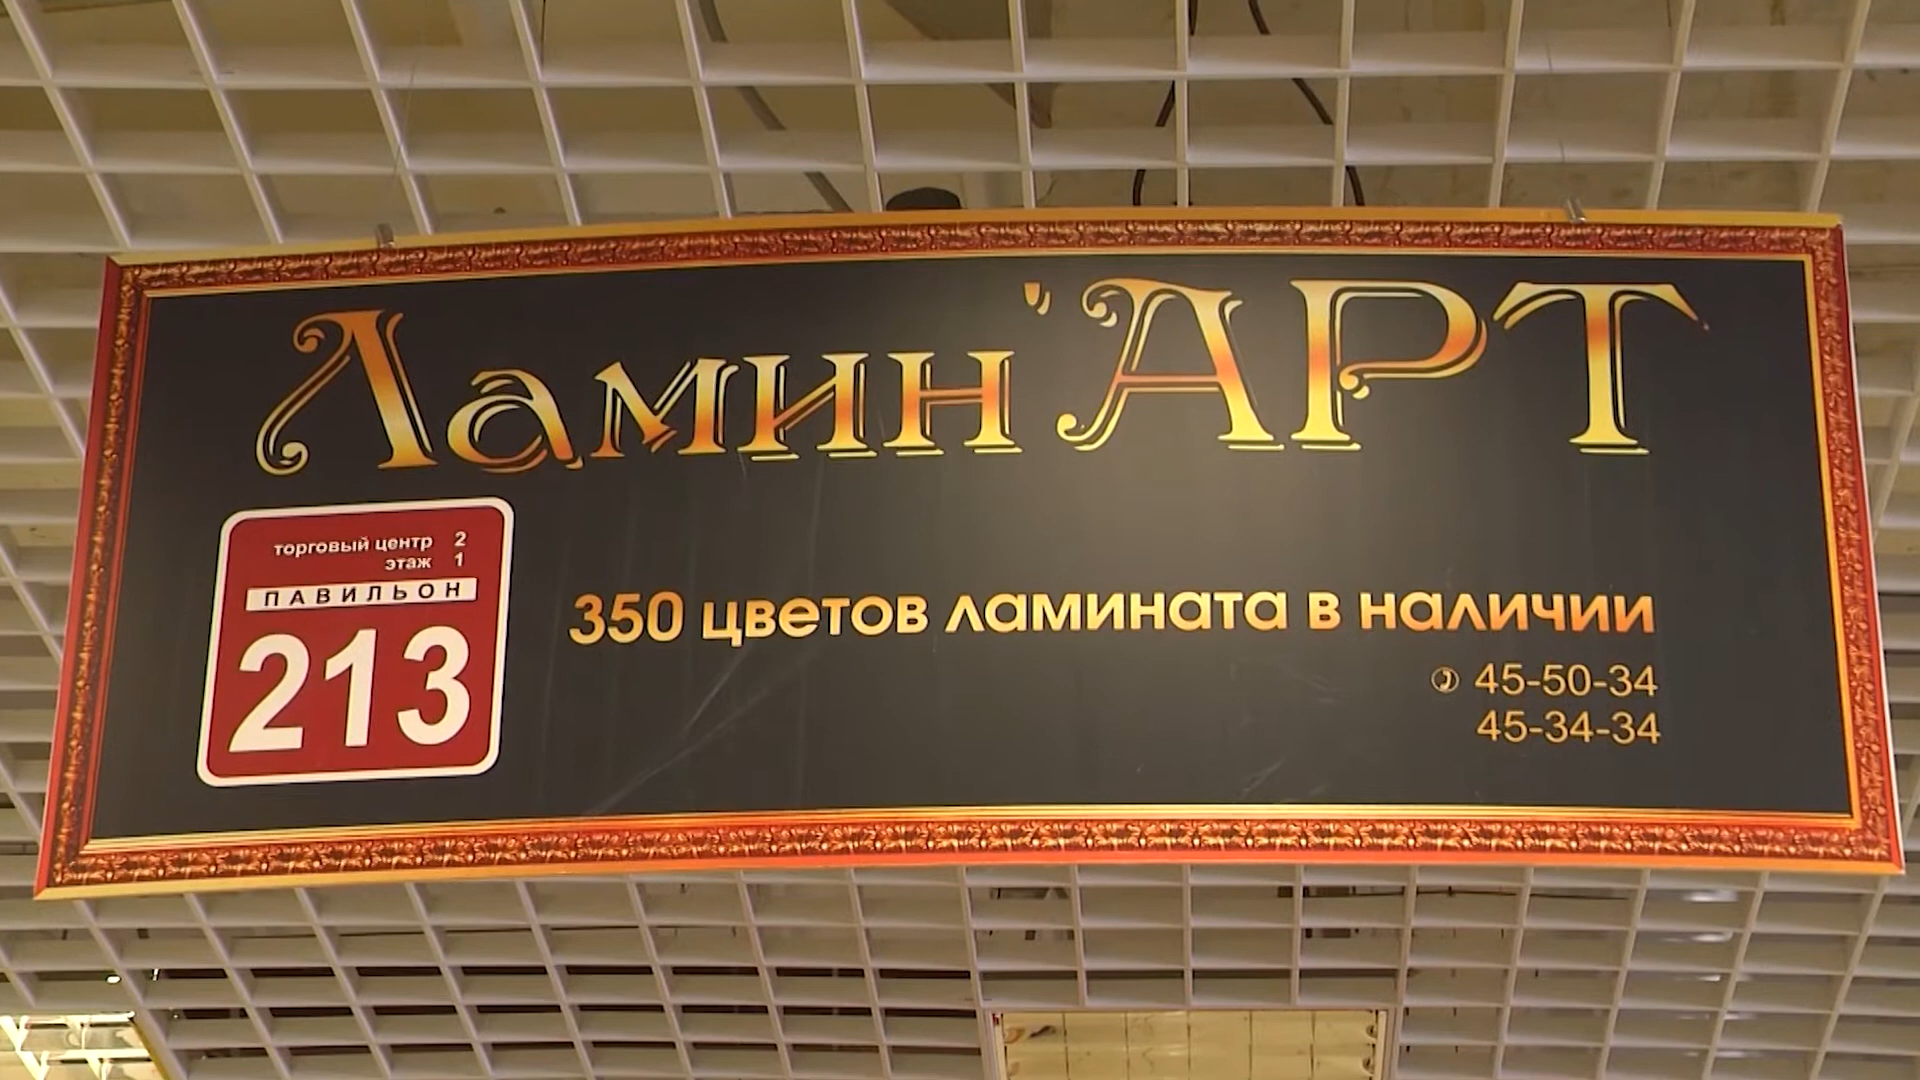 Ламин'АРТ
торговый центр 2
этаж 1
ПАВИЛЬОН
213
350 цветов ламината в наличии
45-50-34
45-34-34